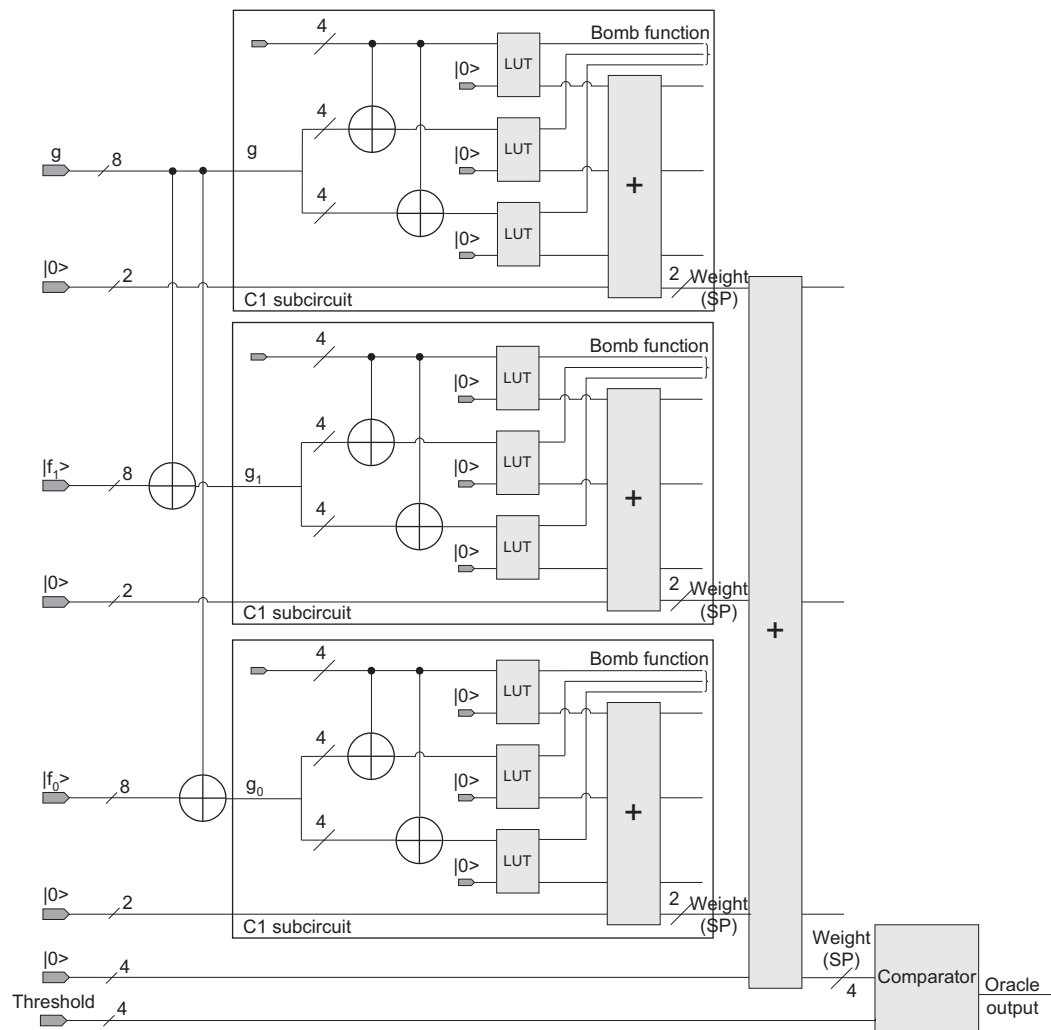 4
Bomb function
LUT
|0>
4
g
8
g
LUT
|0>
+
4
LUT
|0>
|0>
2
2
Weight
(SP)
C1 subcircuit
4
Bomb function
LUT
|0>
4
|f1>
8
g1
LUT
|0>
+
4
LUT
|0>
|0>
2
2
Weight
(SP)
C1 subcircuit
+
4
Bomb function
LUT
|0>
4
|f0>
8
g0
LUT
|0>
+
4
LUT
|0>
|0>
2
2
Weight
(SP)
C1 subcircuit
|0>
4
Weight
(SP)
4
Comparator
Oracle
output
Threshold
4